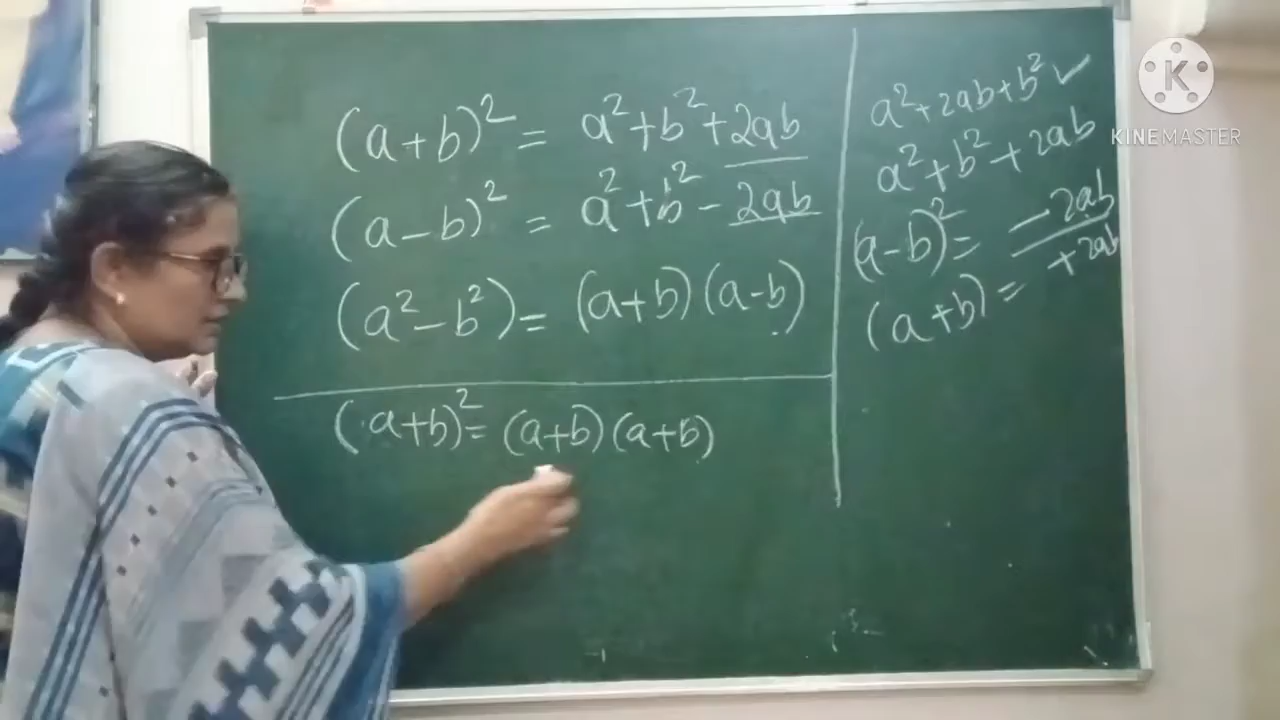 (a+b)² = a²+b²+2ab
(a-b)² = a²+b²-2ab
(a²-b²) = (a+b)(a-b)
(a+b)² = (a+b)(a+b)
a²+2ab+b² ✓
a²+b²+2ab
(a-b)² = -2ab
(a+b) = +2ab
K
KINEMASTER